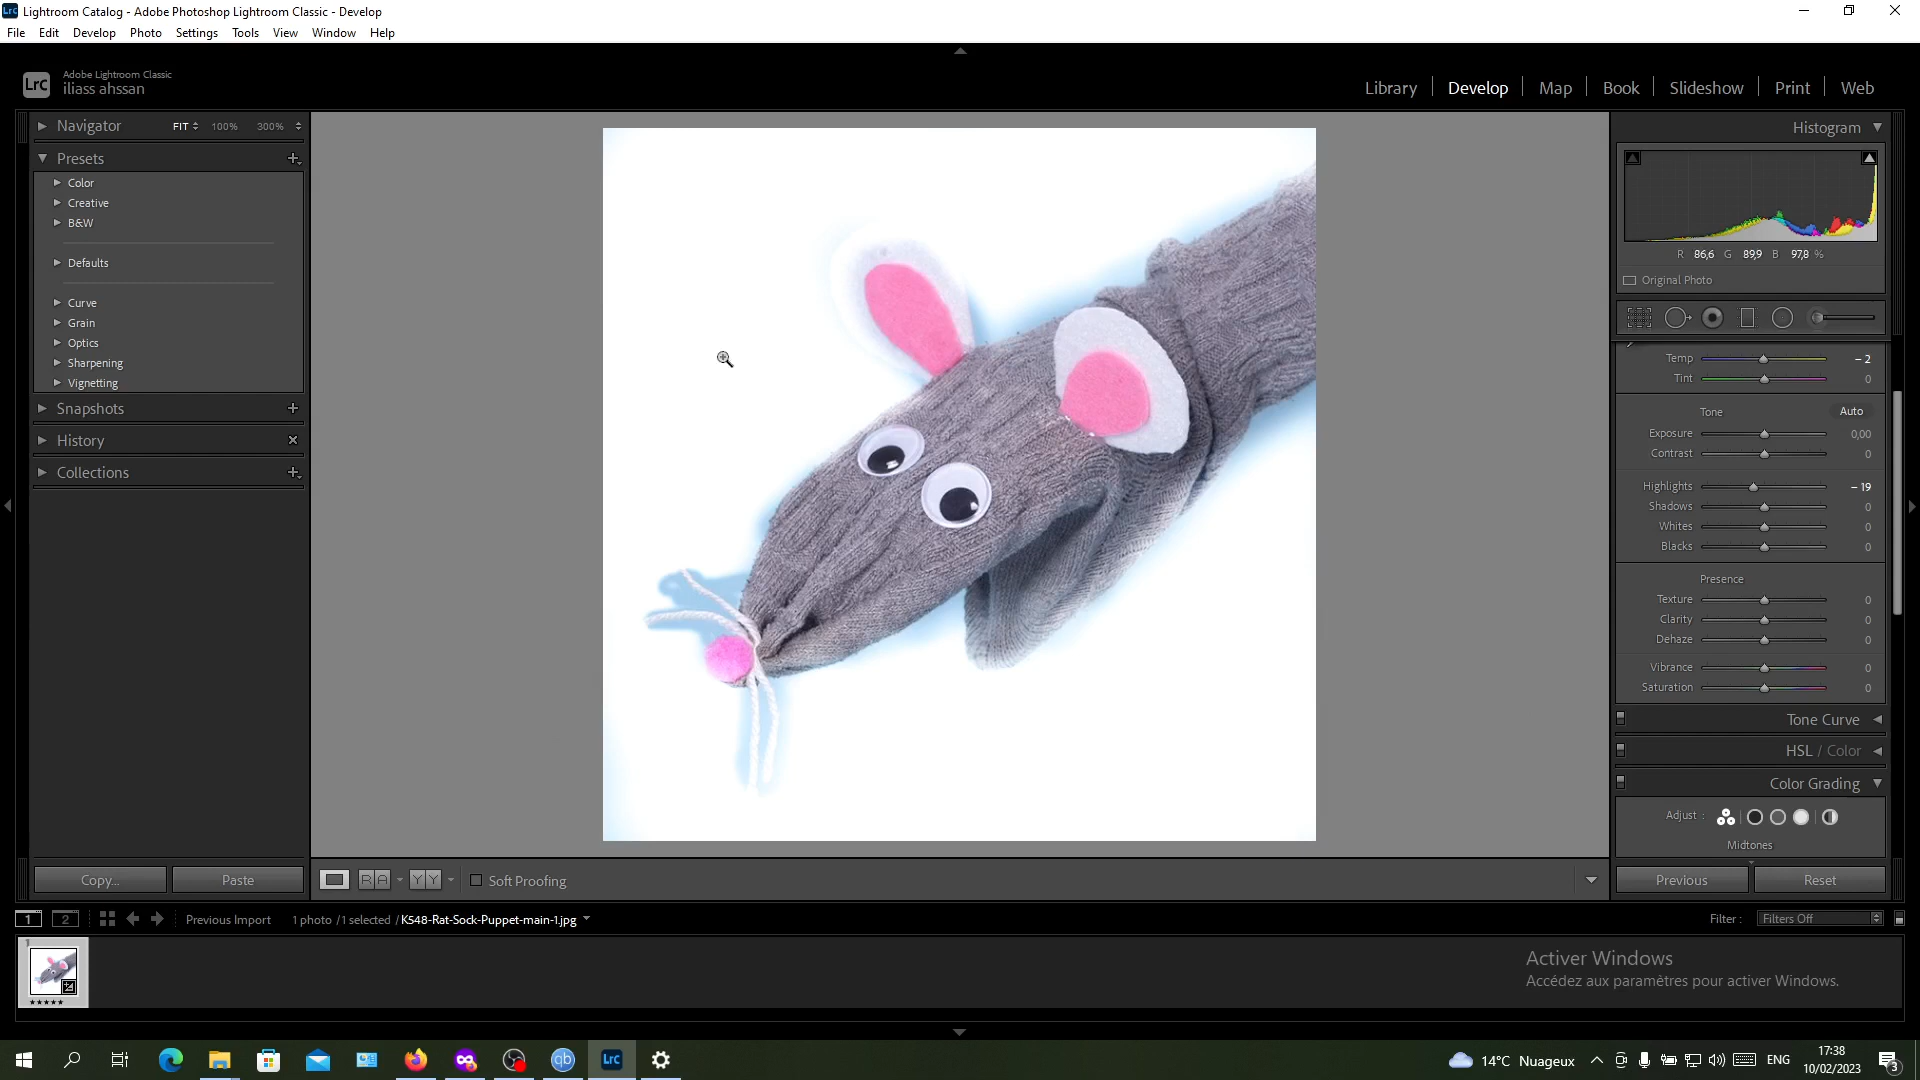 Lrc Lightroom Catalog - Adobe Photoshop Lightroom Classic - Develop
File Edit Develop Photo Settings Tools View Window Help
LrC Adobe Lightroom Classic
iliass ahssan
Library Develop Map Book Slideshow Print Web
Navigator FIT 100% 300%
Histogram
Presets
Color
Creative
B&W
Defaults
Curve
Grain
Optics
Sharpening
Vignetting
Snapshots
History
Collections
R 86,6 G 89,9 B 97,8 %
Original Photo
Temp - 2
Tint 0
Tone Auto
Exposure 0,00
Contrast 0
Highlights - 19
Shadows 0
Whites 0
Blacks 0
Presence
Texture 0
Clarity 0
Dehaze 0
Vibrance 0
Saturation 0
Tone Curve
HSL / Color
Color Grading
Adjust :
Midtones
Copy... Paste
R A Y Y Soft Proofing
Previous Reset
1 2 Previous Import 1 photo / 1 selected / K548-Rat-Sock-Puppet-main-1.jpg
Filter : Filters Off
1
Activer Windows
Accédez aux paramètres pour activer Windows.
qb LrC
14°C Nuageux ENG
17:38
10/02/2023
3